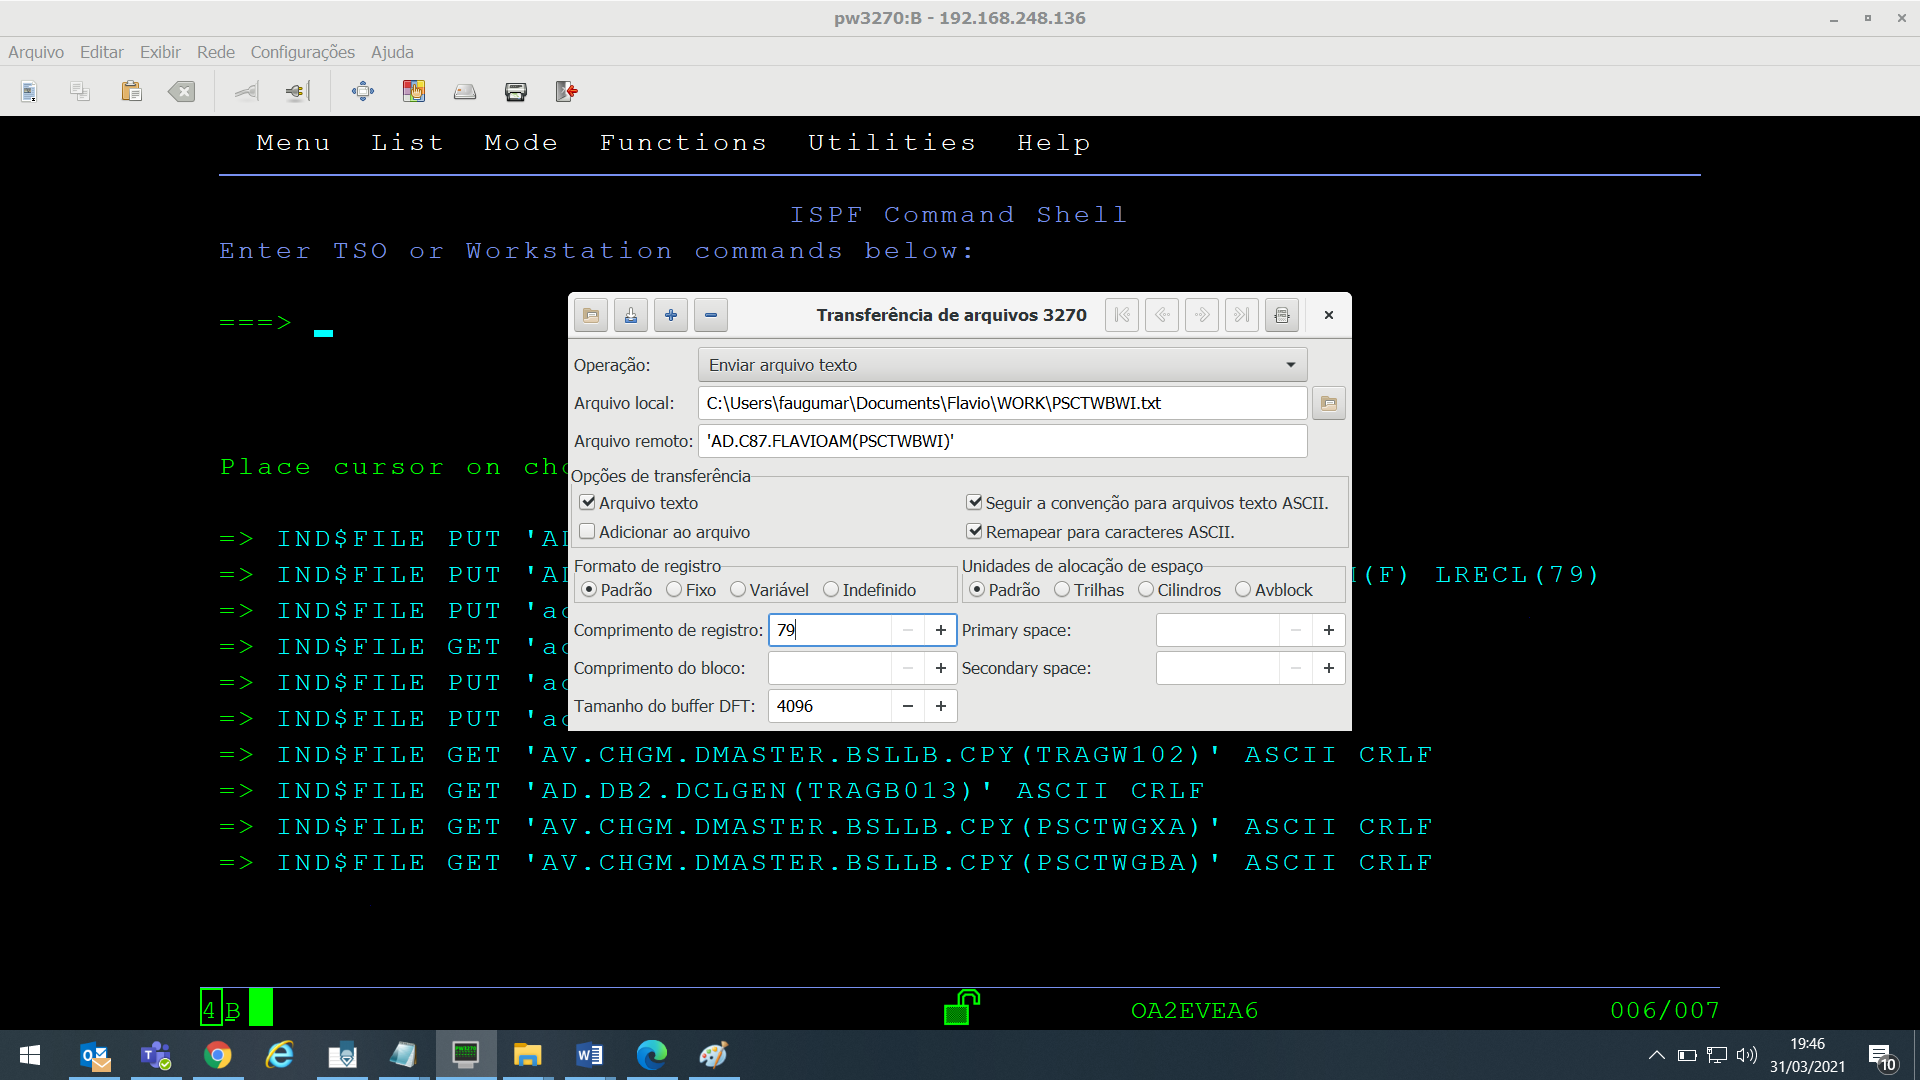 pw3270:B - 192.168.248.136
Arquivo Editar Exibir Rede Configurações Ajuda
Menu List Mode Functions Utilities Help
ISPF Command Shell
Enter TSO or Workstation commands below:
===>
Transferência de arquivos 3270
Operação: Enviar arquivo texto
Arquivo local: C:\Users\faugumar\Documents\Flavio\WORK\PSCTWBWI.txt
Arquivo remoto: 'AD.C87.FLAVIOAM(PSCTWBWI)'
Opções de transferência
Arquivo texto Seguir a convenção para arquivos texto ASCII.
Adicionar ao arquivo Remapear para caracteres ASCII.
Formato de registro Unidades de alocação de espaço
Padrão Fixo Variável Indefinido Padrão Trilhas Cilindros Avblock
Comprimento de registro: 79 Primary space:
Comprimento do bloco: Secondary space:
Tamanho do buffer DFT: 4096
Place cursor on
=> IND$FILE PUT
=> IND$FILE PUT (F) LRECL(79)
=> IND$FILE PUT
=> IND$FILE GET
=> IND$FILE PUT
=> IND$FILE PUT
=> IND$FILE GET 'AV.CHGM.DMASTER.BSLLB.CPY(TRAGW102)' ASCII CRLF
=> IND$FILE GET 'AD.DB2.DCLGEN(TRAGB013)' ASCII CRLF
=> IND$FILE GET 'AV.CHGM.DMASTER.BSLLB.CPY(PSCTWGXA)' ASCII CRLF
=> IND$FILE GET 'AV.CHGM.DMASTER.BSLLB.CPY(PSCTWGBA)' ASCII CRLF
4 B OA2EVEA6 006/007
19:46
31/03/2021
10